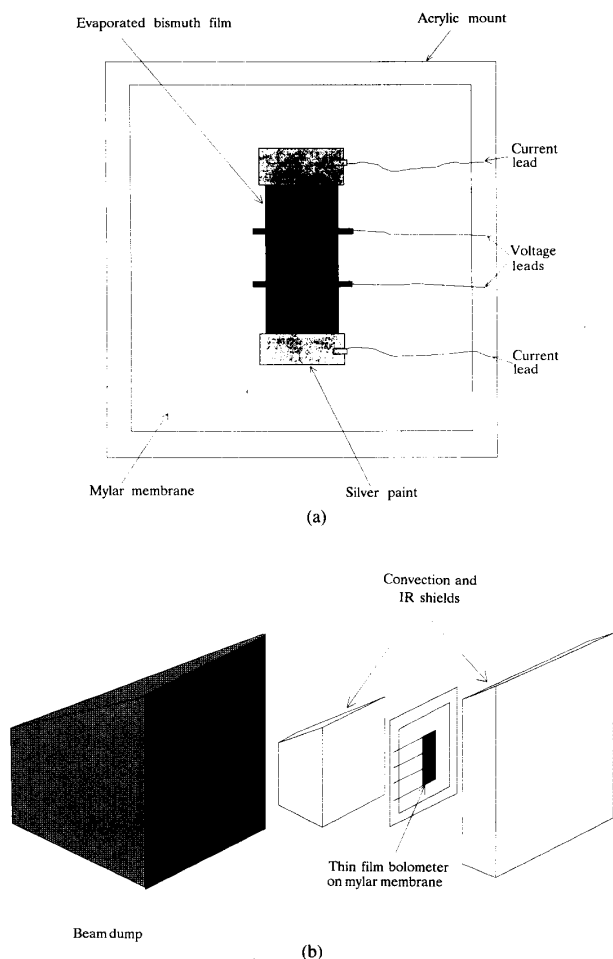 Acrylic mount
Evaporated bismuth film
Current
lead
Voltage
leads
Current
lead
Mylar membrane
Silver paint
(a)
Convection and
IR shields
Thin film bolometer
on mylar membrane
Beam dump
(b)